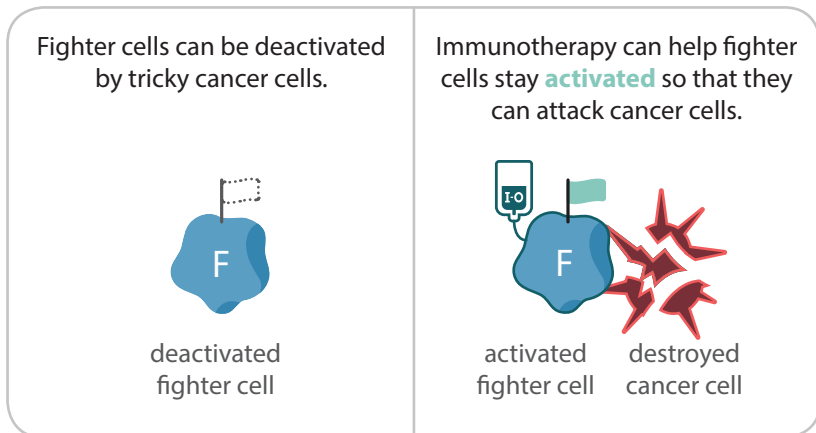 Fighter cells can be deactivated
by tricky cancer cells.
F
deactivated
fighter cell
Immunotherapy can help fighter
cells stay activated so that they
can attack cancer cells.
I-O
F
activated
fighter cell
destroyed
cancer cell